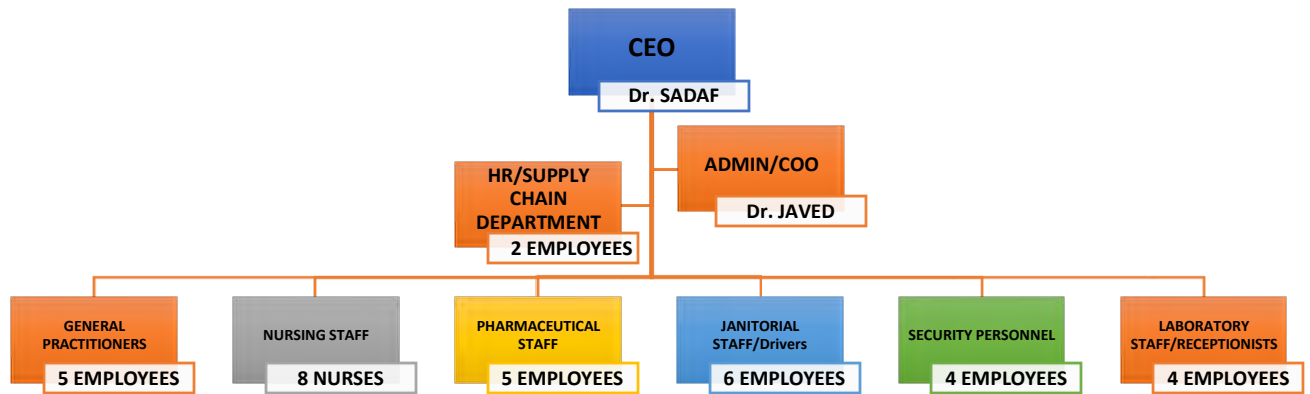 CEO
Dr. SADAF
ADMIN/COO
Dr. JAVED
HR/SUPPLY
CHAIN
DEPARTMENT
2 EMPLOYEES
GENERAL
PRACTITIONERS
5 EMPLOYEES
NURSING STAFF
8 NURSES
PHARMACEUTICAL
STAFF
5 EMPLOYEES
JANITORIAL
STAFF/Drivers
6 EMPLOYEES
SECURITY PERSONNEL
4 EMPLOYEES
LABORATORY
STAFF/RECEPTIONISTS
4 EMPLOYEES